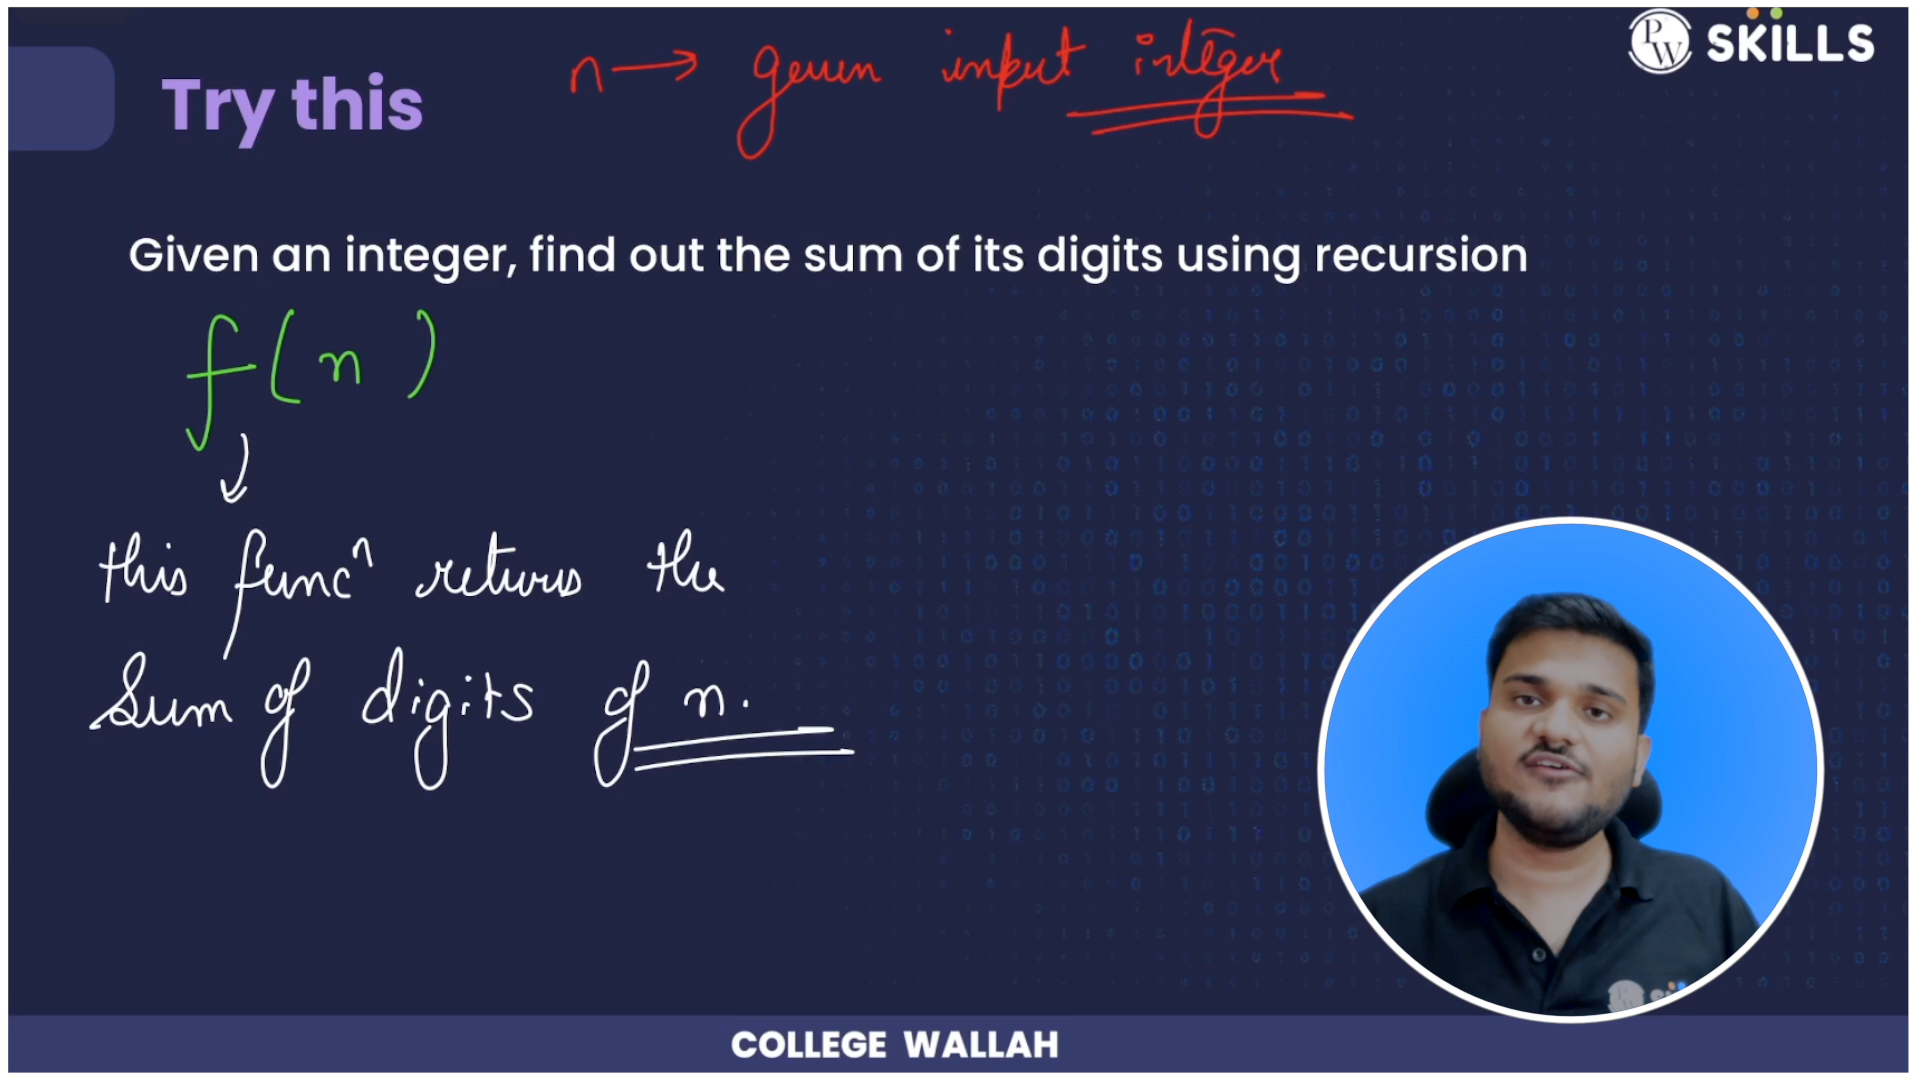 n → given input integer
PW SKILLS
Try this
Given an integer, find out the sum of its digits using recursion
f(n)
this funcⁿ returns the
Sum of digits of n.
COLLEGE WALLAH